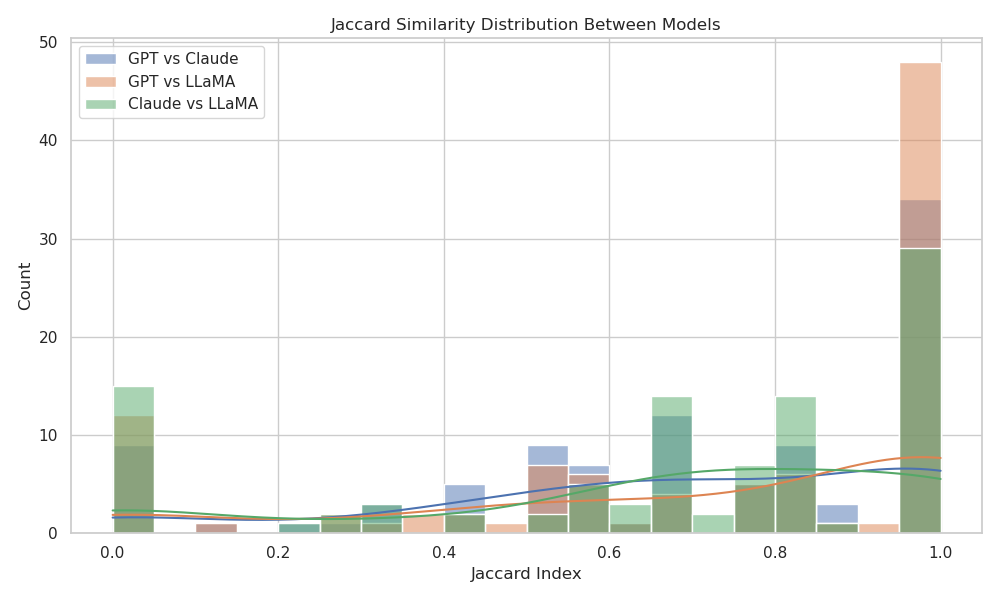 Jaccard Similarity Distribution Between Models
GPT vs Claude
GPT vs LLaMA
Claude vs LLaMA
50
40
30
20
10
0
Count
0.0 0.2 0.4 0.6 0.8 1.0
Jaccard Index